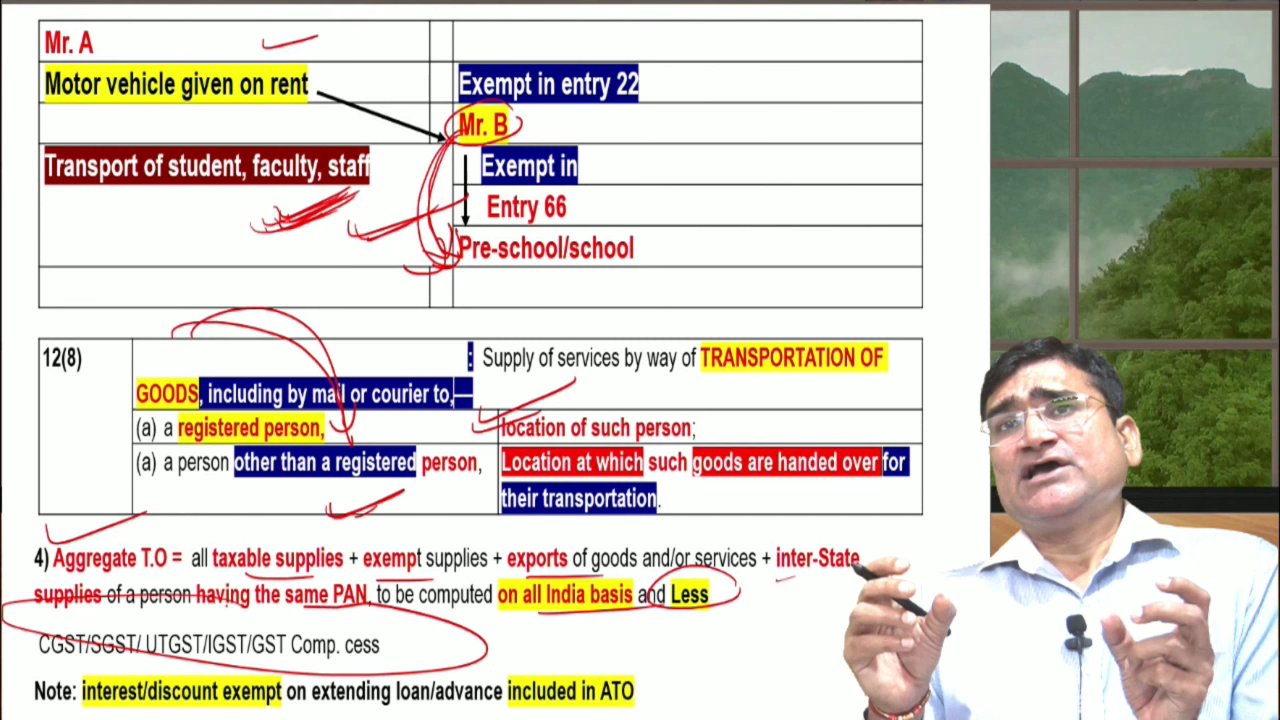 Mr. A
Motor vehicle given on rent
Exempt in entry 22
Mr. B
Transport of student, faculty, staff
Exempt in
Entry 66
Pre-school/school
12(8)
: Supply of services by way of TRANSPORTATION OF
GOODS, including by mail or courier to,—
(a) a registered person,
location of such person;
(a) a person other than a registered person,
Location at which such goods are handed over for
their transportation.
4) Aggregate T.O = all taxable supplies + exempt supplies + exports of goods and/or services + inter-State
supplies of a person having the same PAN, to be computed on all India basis and Less
CGST/SGST/ UTGST/IGST/GST Comp. cess
Note: interest/discount exempt on extending loan/advance included in ATO